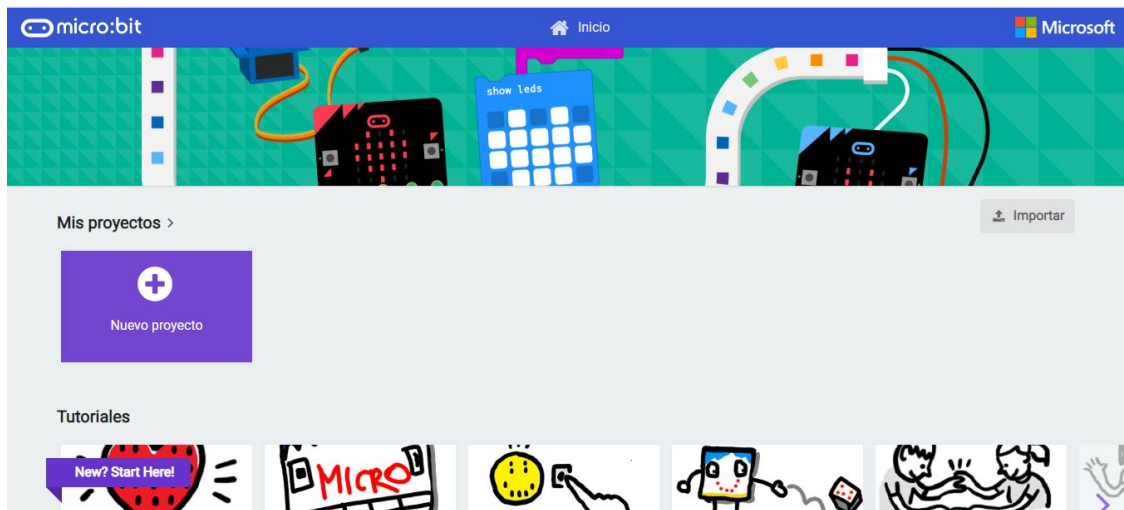 micro:bit
Inicio
Microsoft
show leds
Mis proyectos >
Importar
Nuevo proyecto
Tutoriales
New? Start Here!
MICRO